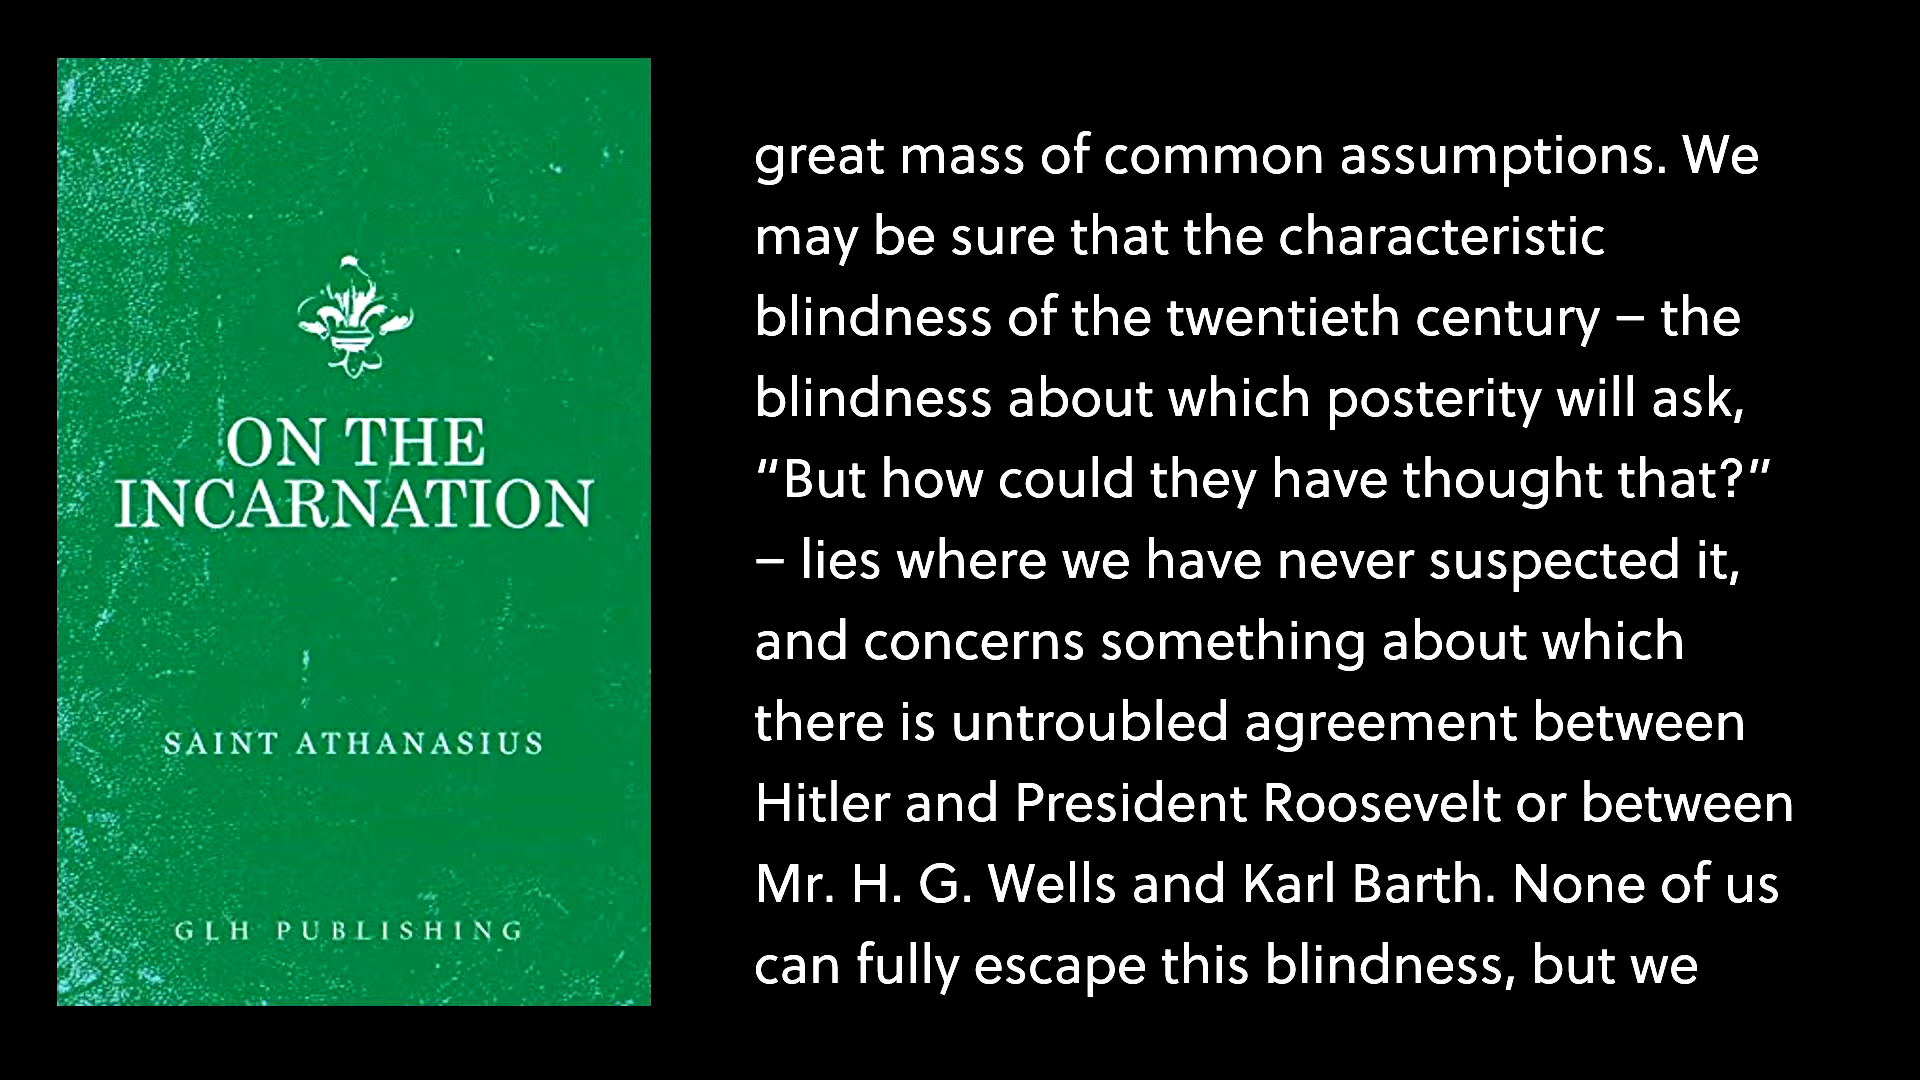 ON THE
INCARNATION
SAINT ATHANASIUS
GLH PUBLISHING
great mass of common assumptions. We
may be sure that the characteristic
blindness of the twentieth century – the
blindness about which posterity will ask,
“But how could they have thought that?”
– lies where we have never suspected it,
and concerns something about which
there is untroubled agreement between
Hitler and President Roosevelt or between
Mr. H. G. Wells and Karl Barth. None of us
can fully escape this blindness, but we